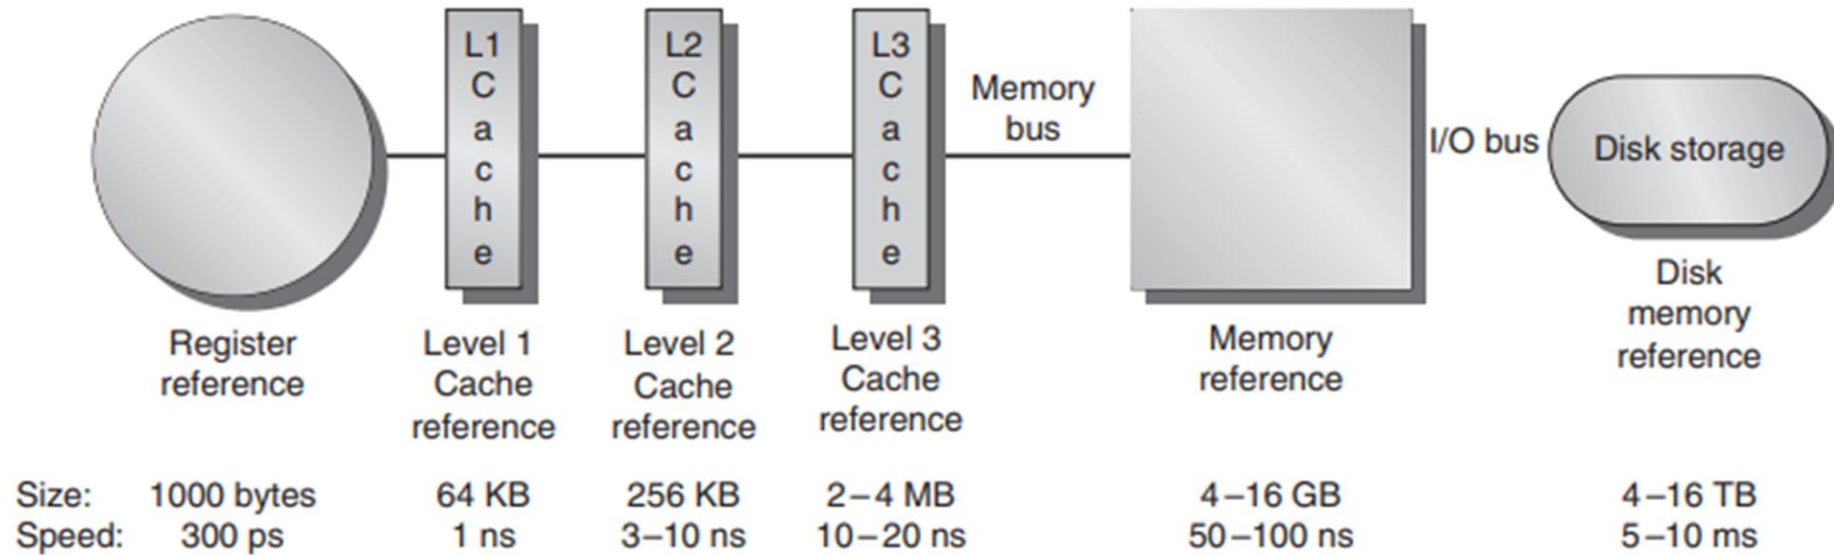 L1
C
a
c
h
e
L2
C
a
c
h
e
L3
C
a
c
h
e
Memory
bus
I/O bus
Disk storage
Register
reference
Level 1
Cache
reference
Level 2
Cache
reference
Level 3
Cache
reference
Memory
reference
Disk
memory
reference
Size: 1000 bytes 64 KB 256 KB 2–4 MB 4–16 GB 4–16 TB
Speed: 300 ps 1 ns 3–10 ns 10–20 ns 50–100 ns 5–10 ms